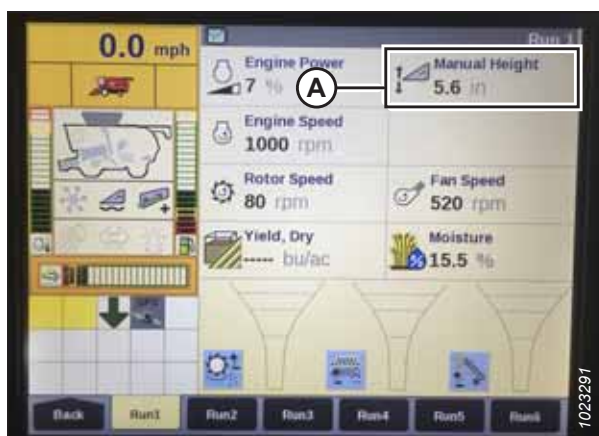 0.0 mph
Run 1
Engine Power
7 %
A
Manual Height
5.6 in
Engine Speed
1000 rpm
Rotor Speed
80 rpm
Fan Speed
520 rpm
Yield, Dry
----- bu/ac
Moisture
15.5 %
Back
Run1
Run2
Run3
Run4
Run5
Run6
1023291